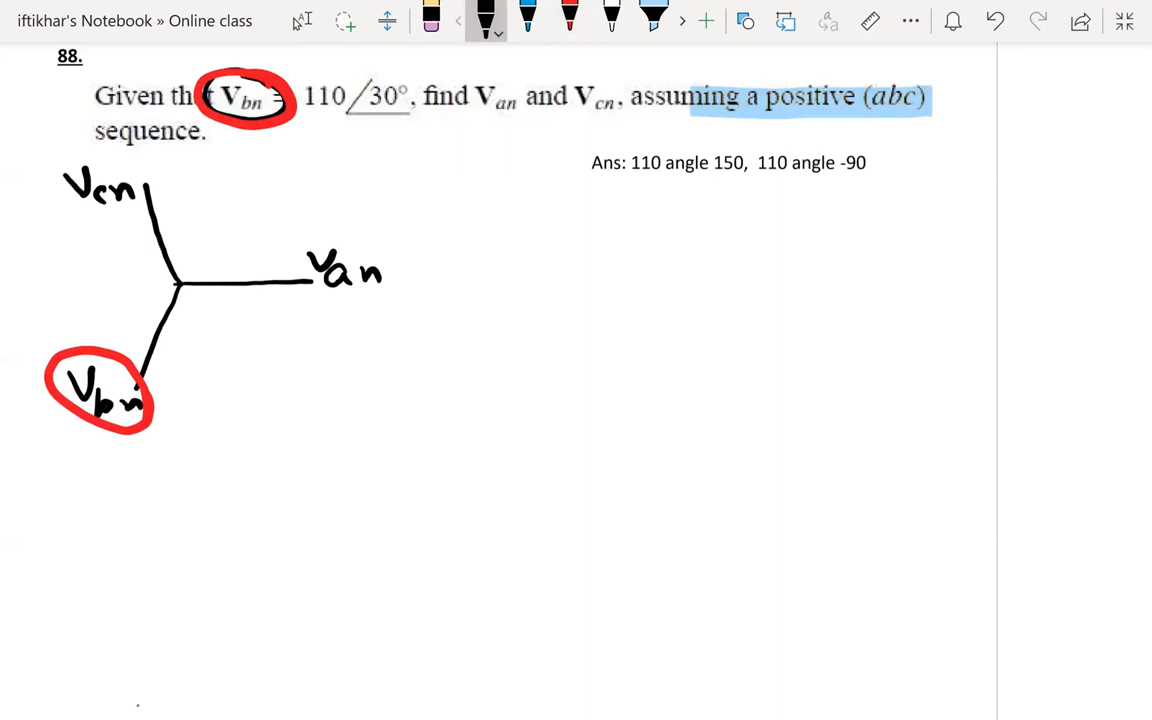 iftikhar's Notebook » Online class
88.
Given that Vbn = 110 /30°, find Van and Vcn, assuming a positive (abc)
sequence.
Ans: 110 angle 150, 110 angle -90
Vcn
Van
Vbn